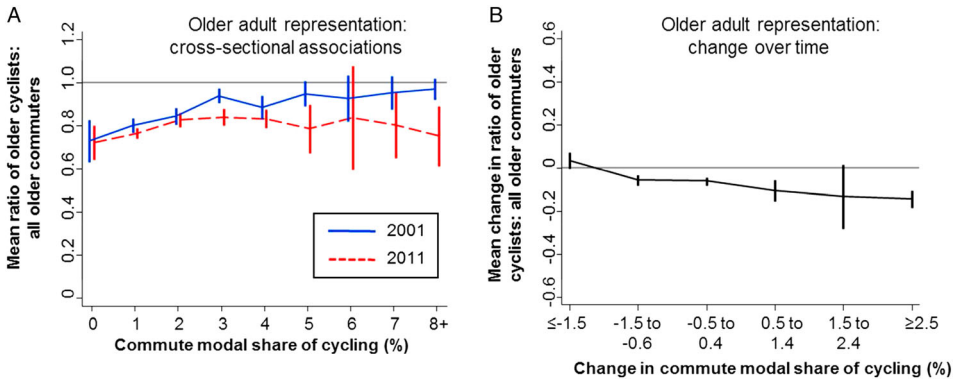 A
Older adult representation:
cross-sectional associations
Mean ratio of older cyclists:
all older commuters
1.2
1.0
0.8
0.6
0.4
0.2
0
2001
2011
0 1 2 3 4 5 6 7 8+
Commute modal share of cycling (%)
B
Older adult representation:
change over time
Mean change in ratio of older
cyclists: all older commuters
0.6
0.4
0.2
0
-0.2
-0.4
-0.6
≤-1.5 -1.5 to -0.5 to 0.5 to 1.5 to ≥2.5
-0.6 0.4 1.4 2.4
Change in commute modal share of cycling (%)